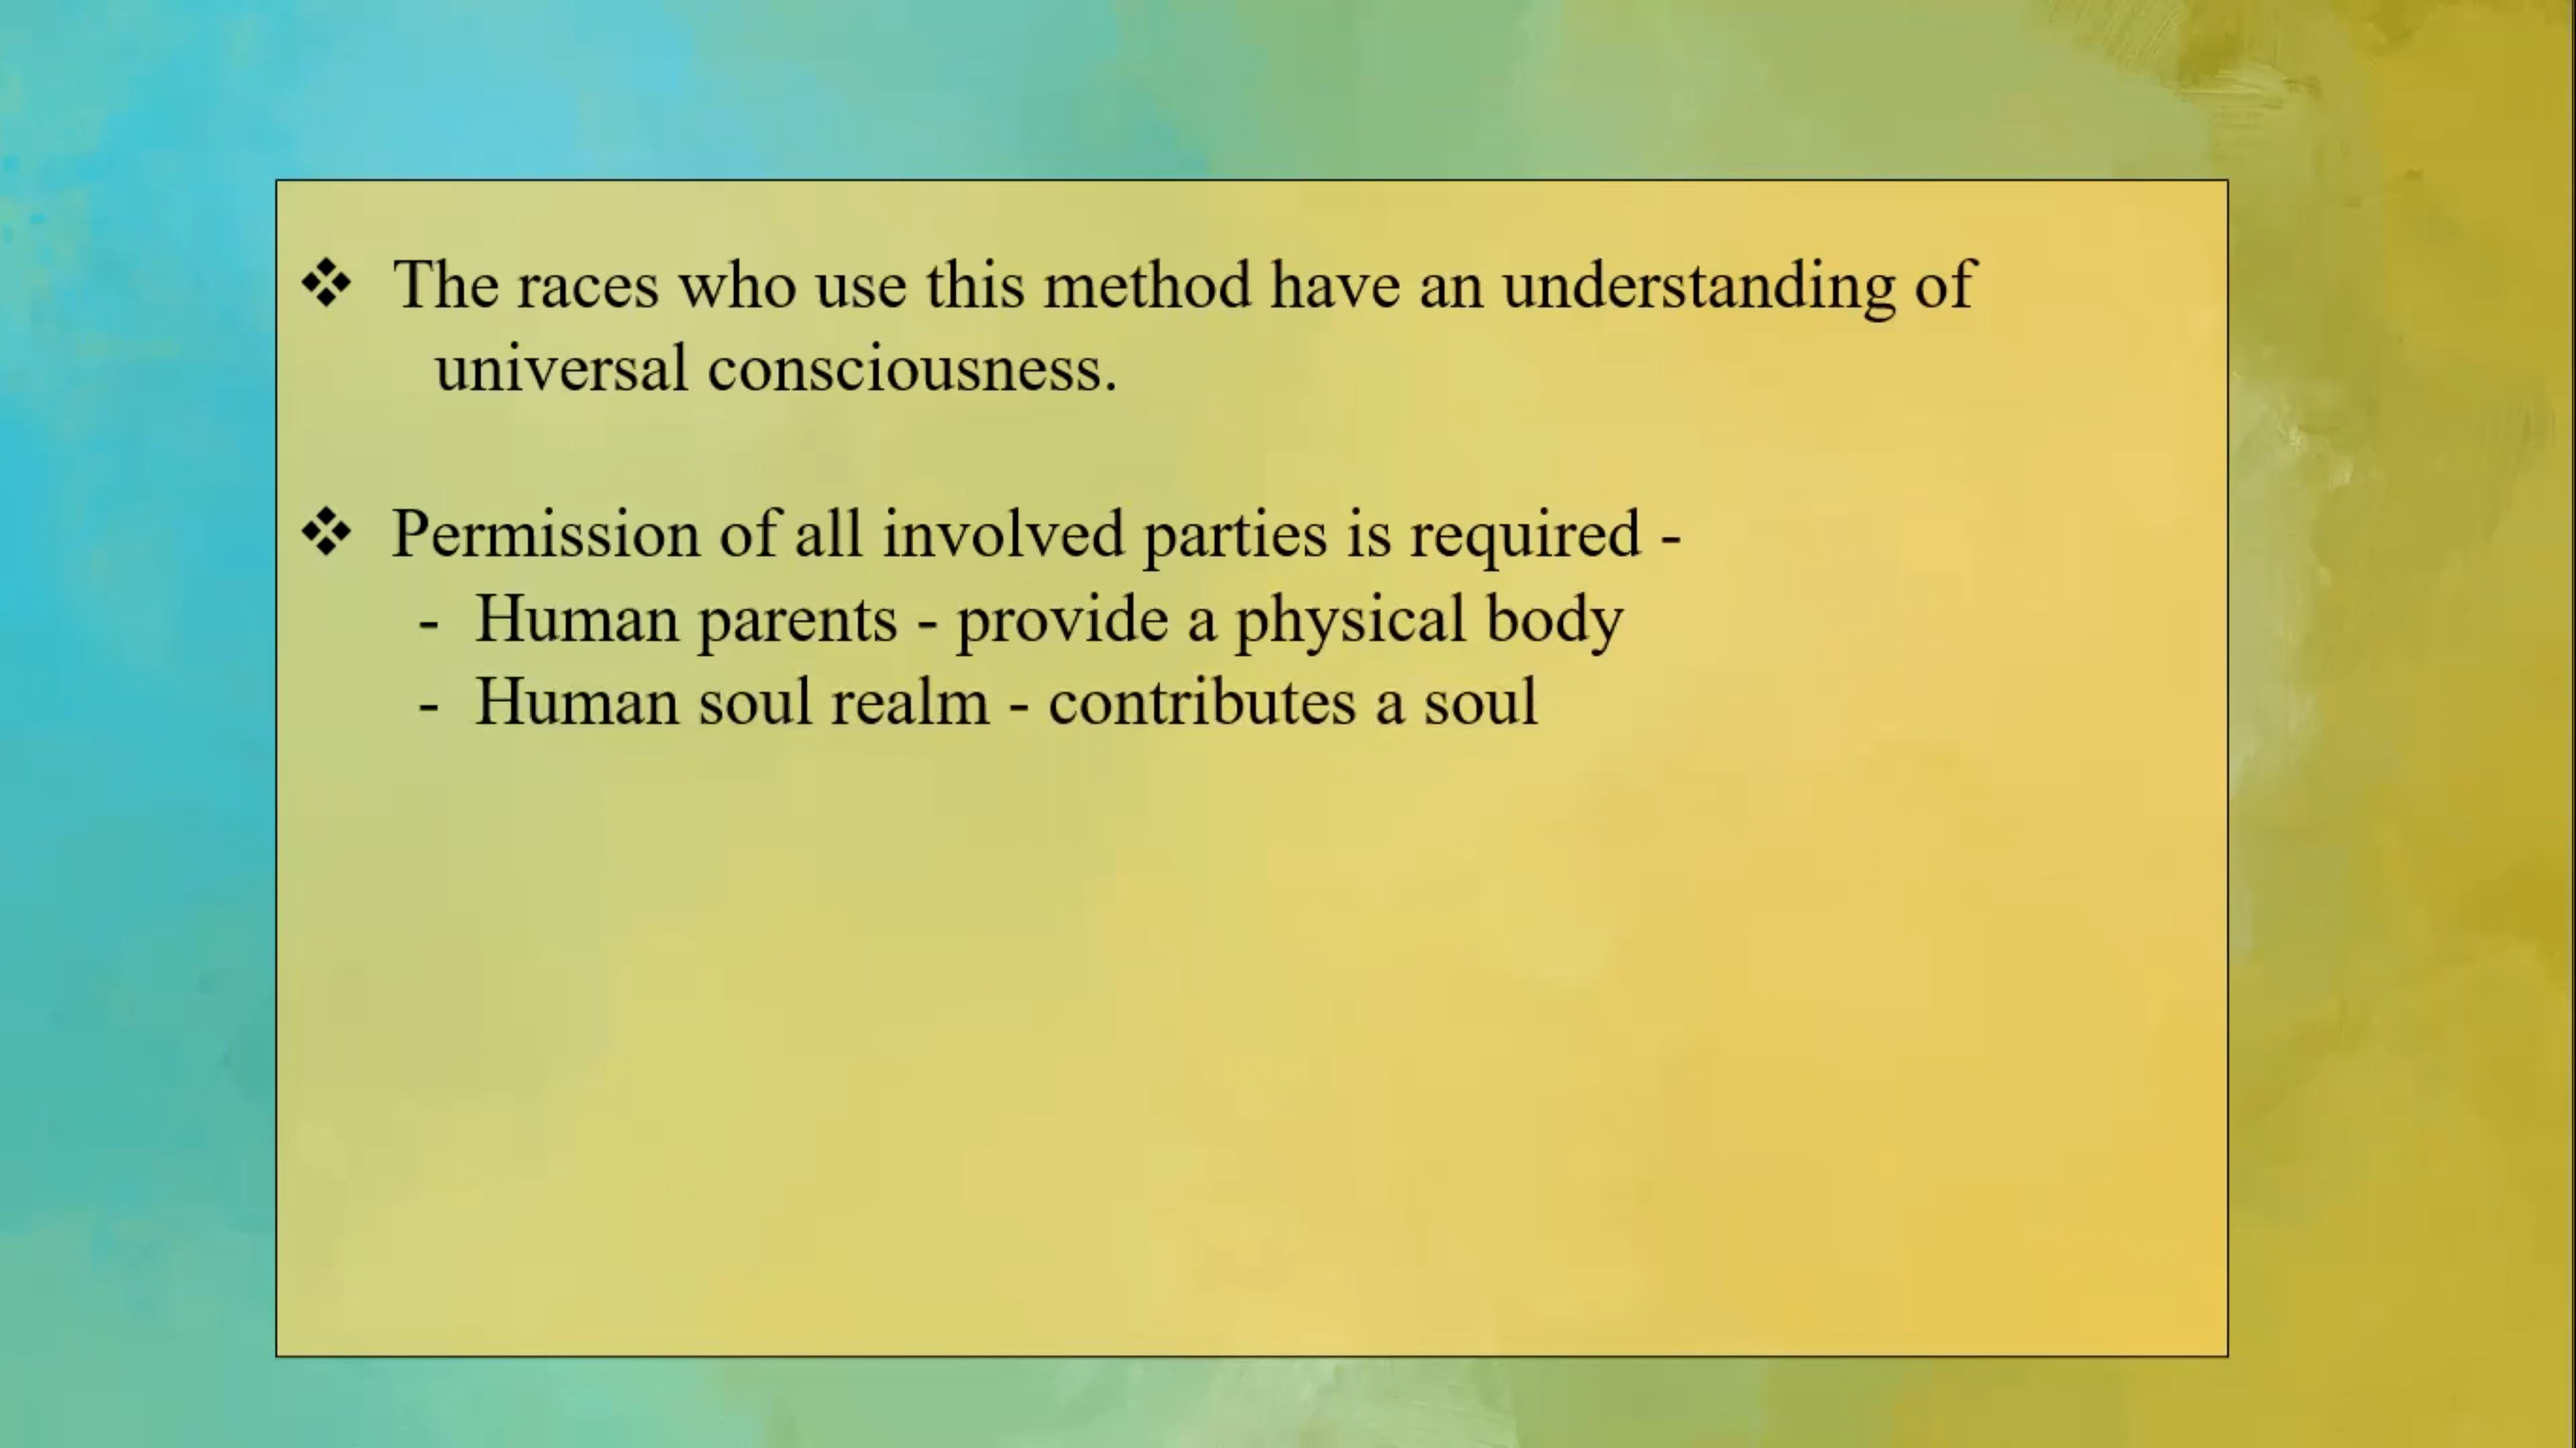 ❖ The races who use this method have an understanding of
universal consciousness.
❖ Permission of all involved parties is required -
- Human parents - provide a physical body
- Human soul realm - contributes a soul